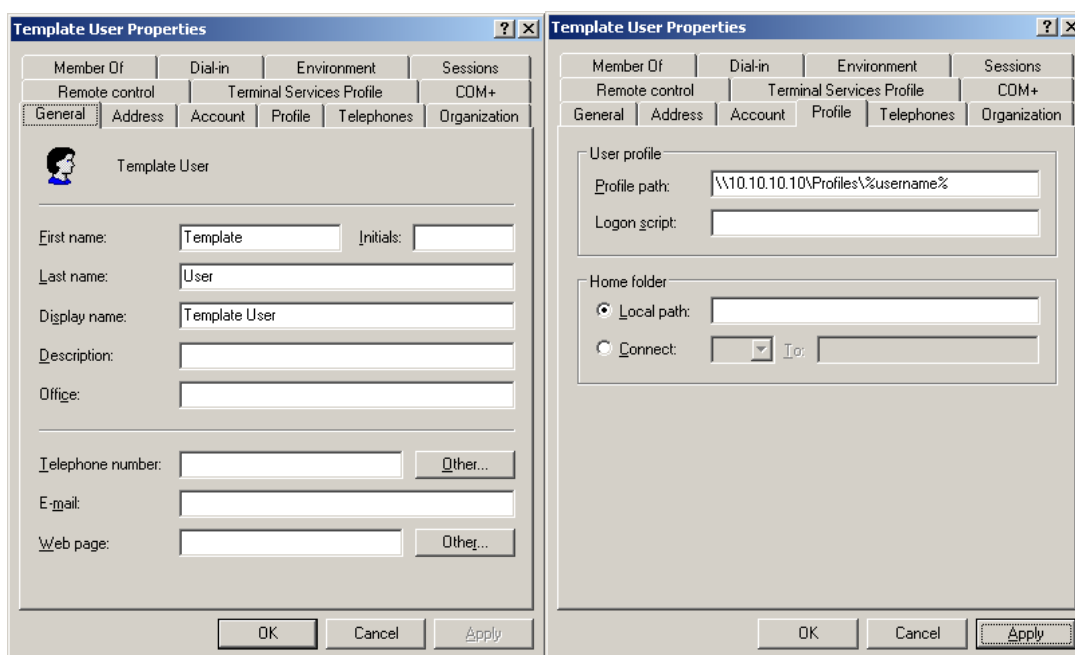 Template User Properties
Member Of Dial-in Environment Sessions
Remote control Terminal Services Profile COM+
General Address Account Profile Telephones Organization
Template User
First name: Template Initials:
Last name: User
Display name: Template User
Description:
Office:
Telephone number: Other...
E-mail:
Web page: Other...
OK Cancel Apply
Template User Properties
Member Of Dial-in Environment Sessions
Remote control Terminal Services Profile COM+
General Address Account Profile Telephones Organization
User profile
Profile path: \\10.10.10.10\Profiles\%username%
Logon script:
Home folder
Local path:
Connect: To:
OK Cancel Apply